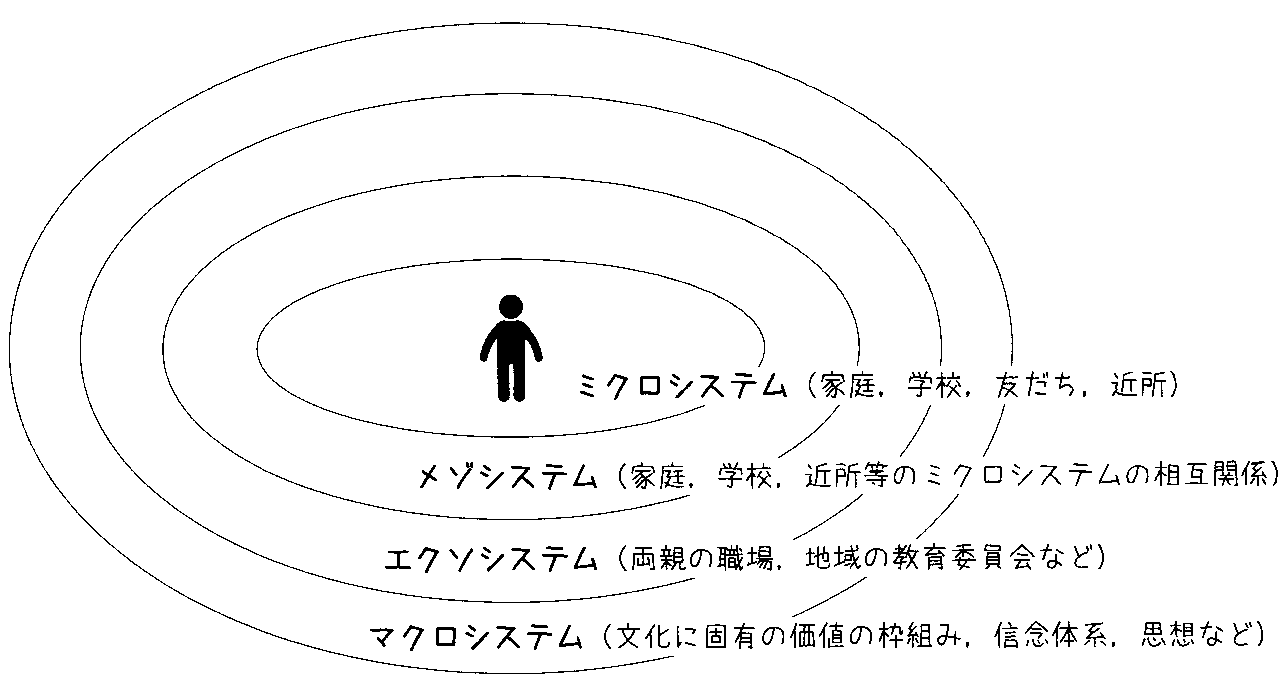 ミクロシステム（家庭，学校，友だち，近所）
メゾシステム（家庭，学校，近所等のミクロシステムの相互関係）
エクソシステム（両親の職場，地域の教育委員会など）
マクロシステム（文化に固有の価値の枠組み，信念体系，思想など）